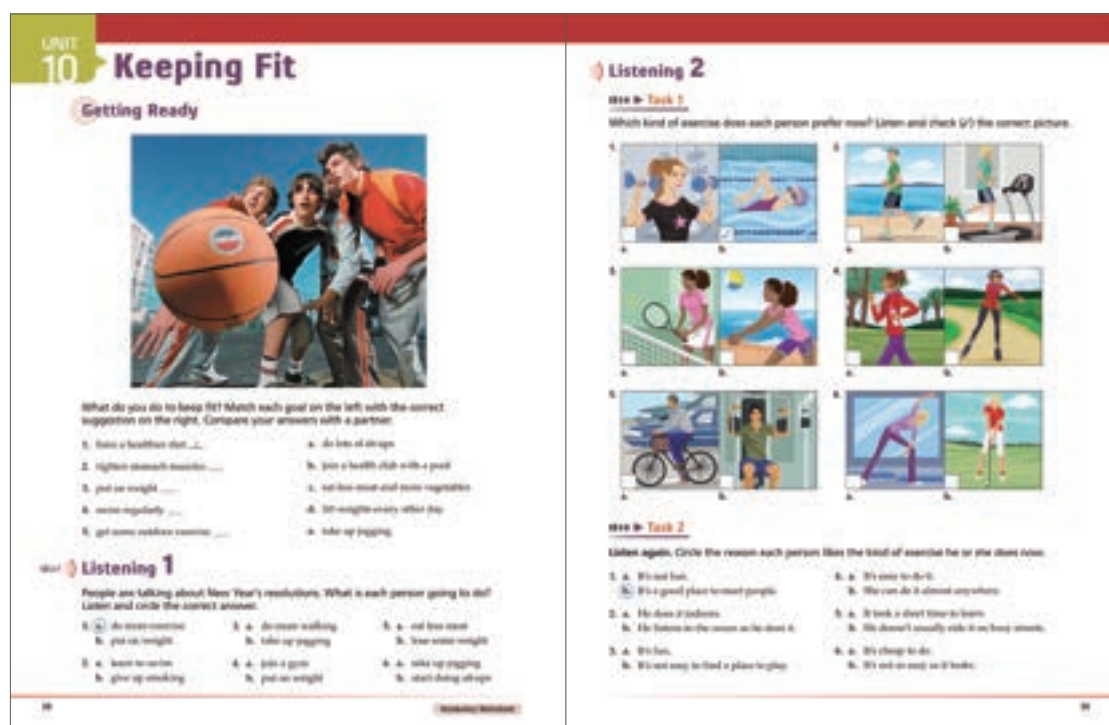 UNIT
10
Keeping Fit
Getting Ready
What do you do to keep fit? Match each goal on the left with the correct
suggestion on the right. Compare your answers with a partner.
1. have a healthier diet c
a. do lots of sit-ups
2. tighten stomach muscles
b. join a health club with a pool
3. put on weight
c. eat less meat and more vegetables
4. swim regularly
d. lift weights every other day
5. get some outdoor exercise
e. take up jogging
Listening 1
People are talking about New Year's resolutions. What is each person going to do?
Listen and circle the correct answer.
1. a. do more exercise
b. put on weight
2. a. learn to swim
b. give up smoking
3. a. do more walking
b. take up jogging
4. a. join a gym
b. put on weight
5. a. eat less meat
b. lose some weight
6. a. take up jogging
b. start doing sit-ups
Listening 2
Task 1
Which kind of exercise does each person prefer now? Listen and check (✓) the correct picture.
1.
a.
b.
2.
a.
b.
3.
a.
b.
4.
a.
b.
5.
a.
b.
6.
a.
b.
Task 2
Listen again. Circle the reason each person likes the kind of exercise he or she does now.
1. a. It's not fun.
b. It's a good place to meet people.
2. a. He does it indoors.
b. He listens to the ocean as he does it.
3. a. It's fun.
b. It's not easy to find a place to play.
4. a. It's easy to do it.
b. She can do it almost anywhere.
5. a. It took a short time to learn.
b. He doesn't usually ride it on busy streets.
6. a. It's cheap to do.
b. It's not as easy as it looks.